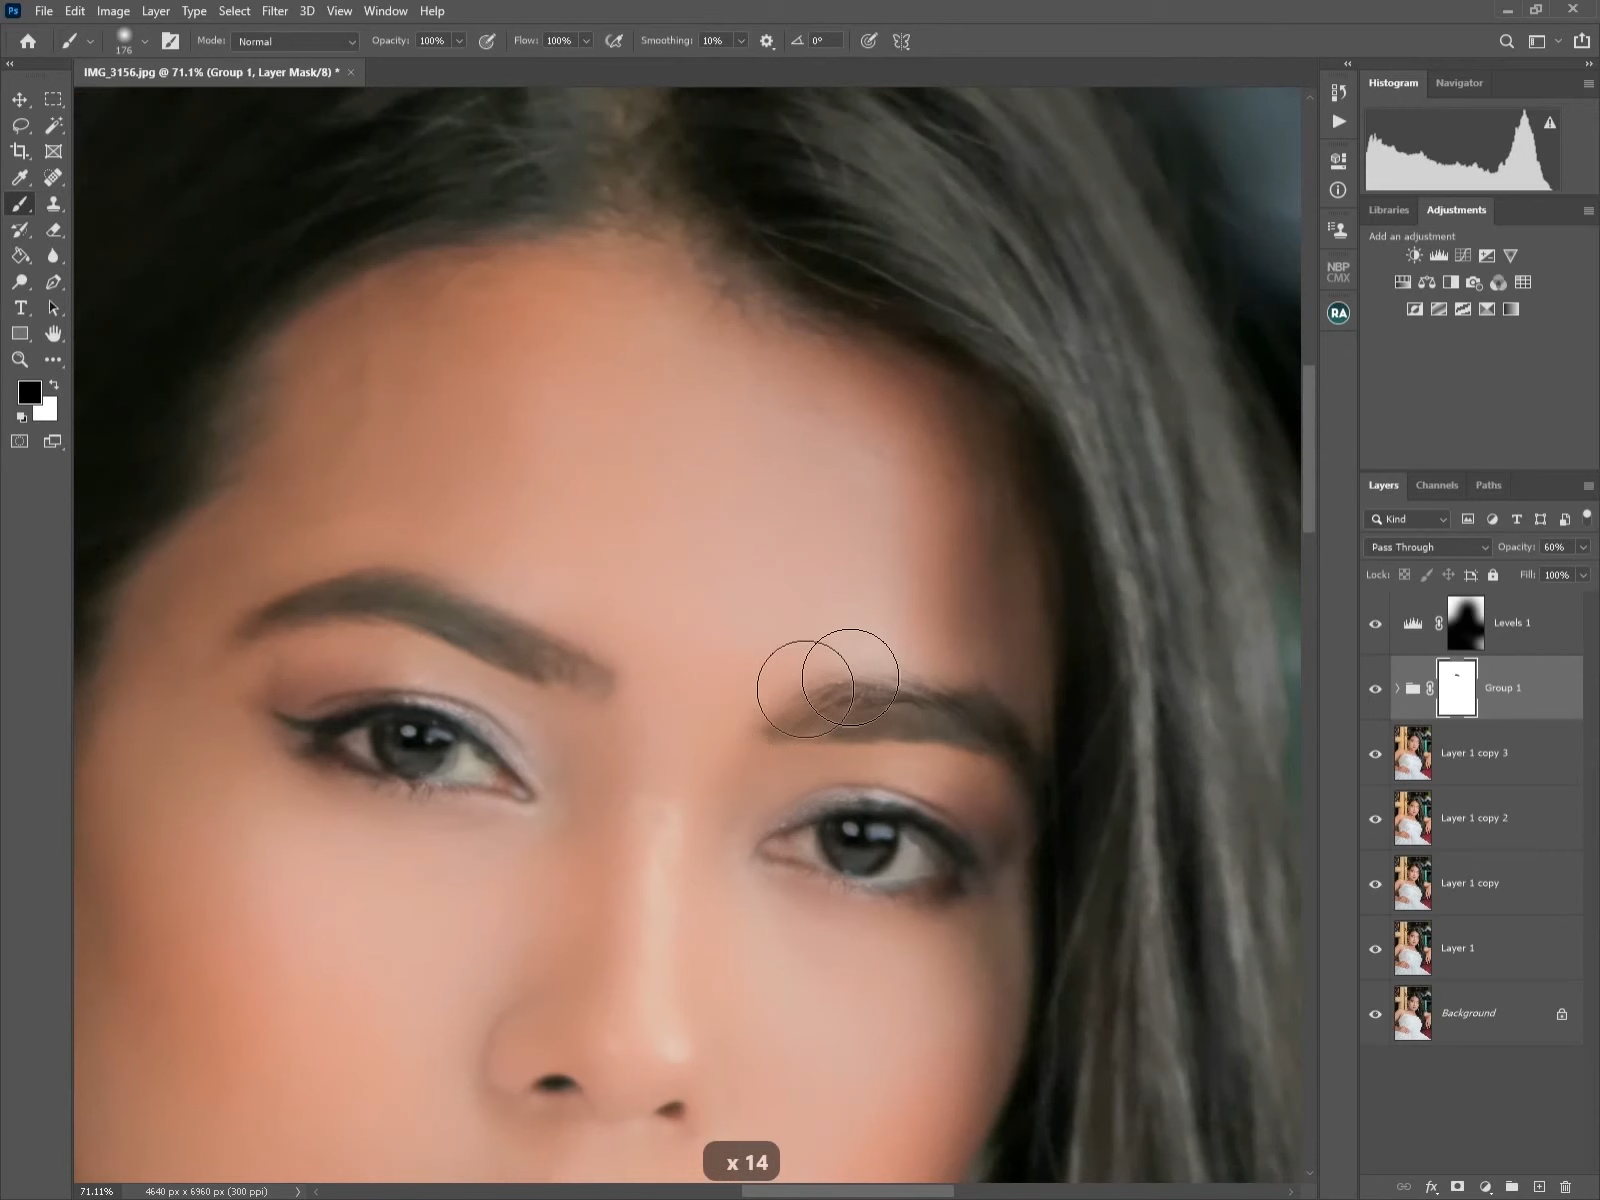 Ps File Edit Image Layer Type Select Filter 3D View Window Help
176 Mode: Normal Opacity: 100% Flow: 100% Smoothing: 10% 0°
IMG_3156.jpg @ 71.1% (Group 1, Layer Mask/8) * ×
Histogram Navigator
Libraries Adjustments
Add an adjustment
NBP
CMX
RA
T
Layers Channels Paths
Kind T
Pass Through Opacity: 60%
Lock: Fill: 100%
Levels 1
Group 1
Layer 1 copy 3
Layer 1 copy 2
Layer 1 copy
Layer 1
Background
x 14
71.11% 4640 px x 6960 px (300 ppi)
fx